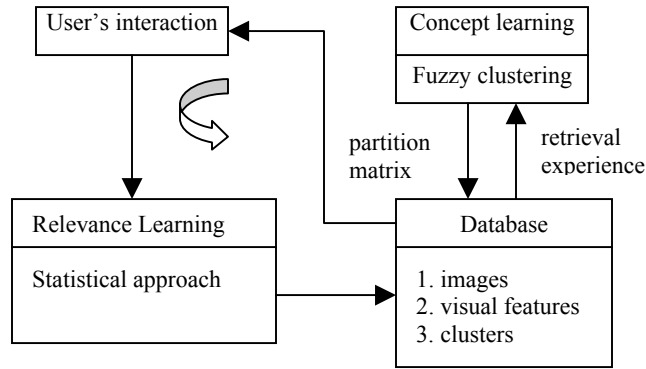 User's interaction
Concept learning
Fuzzy clustering
partition
matrix
retrieval
experience
Relevance Learning
Statistical approach
Database
1. images
2. visual features
3. clusters